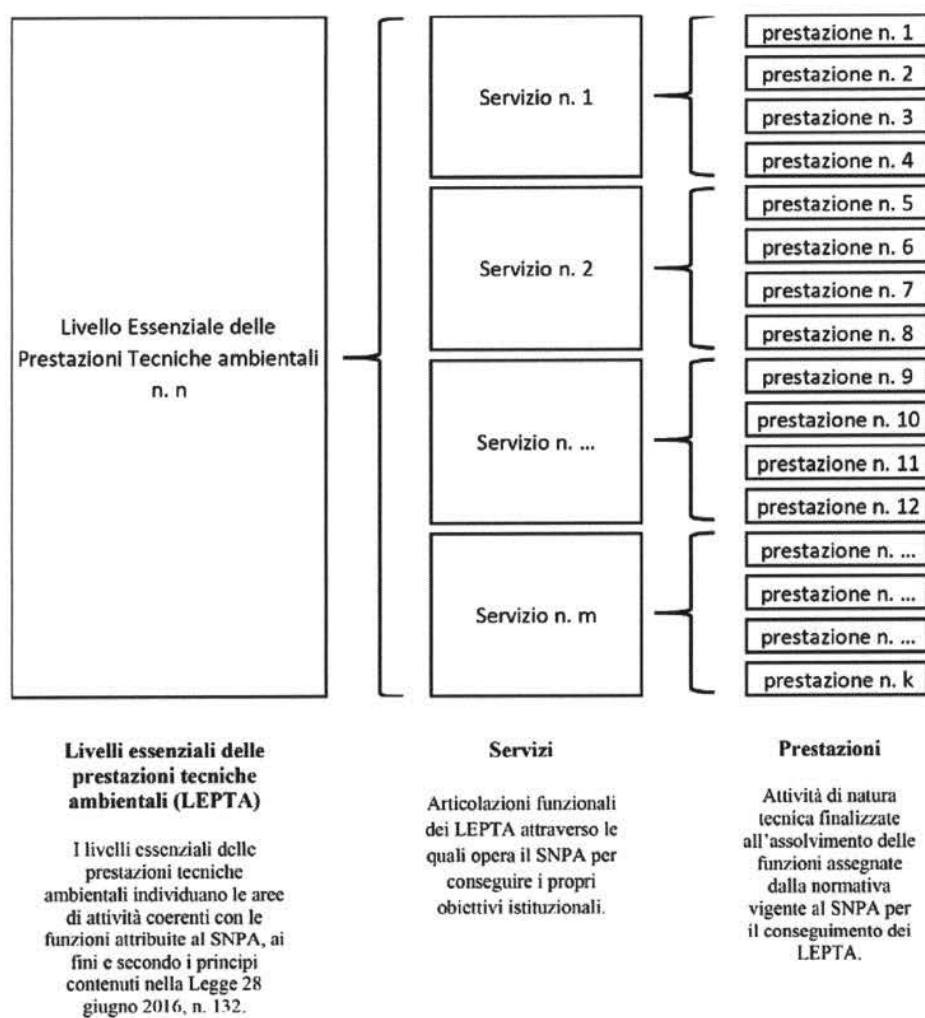 Livello Essenziale delle
Prestazioni Tecniche ambientali
n. n
Servizio n. 1
Servizio n. 2
Servizio n. ...
Servizio n. m
prestazione n. 1
prestazione n. 2
prestazione n. 3
prestazione n. 4
prestazione n. 5
prestazione n. 6
prestazione n. 7
prestazione n. 8
prestazione n. 9
prestazione n. 10
prestazione n. 11
prestazione n. 12
prestazione n. ...
prestazione n. ...
prestazione n. ...
prestazione n. k
Livelli essenziali delle
prestazioni tecniche
ambientali (LEPTA)
I livelli essenziali delle
prestazioni tecniche
ambientali individuano le aree
di attività coerenti con le
funzioni attribuite al SNPA, ai
fini e secondo i principi
contenuti nella Legge 28
giugno 2016, n. 132.
Servizi
Articolazioni funzionali
dei LEPTA attraverso le
quali opera il SNPA per
conseguire i propri
obiettivi istituzionali.
Prestazioni
Attività di natura
tecnica finalizzate
all'assolvimento delle
funzioni assegnate
dalla normativa
vigente al SNPA per
il conseguimento dei
LEPTA.